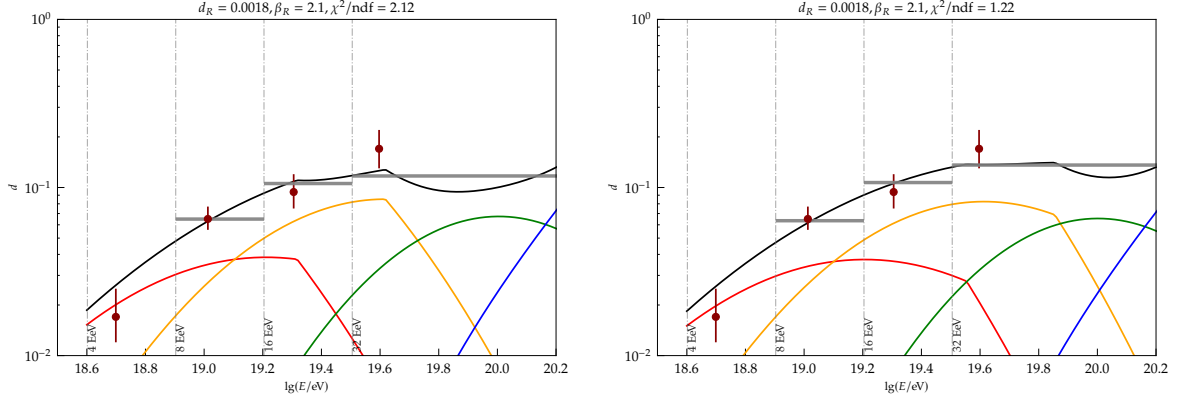 d_R = 0.0018, β_R = 2.1, χ²/ndf = 2.12
10⁰
10⁻¹
10⁻²
d
4 EeV
8 EeV
16 EeV
32 EeV
18.6 18.8 19.0 19.2 19.4 19.6 19.8 20.0 20.2
lg(E/eV)
d_R = 0.0018, β_R = 2.1, χ²/ndf = 1.22
10⁰
10⁻¹
10⁻²
d
4 EeV
8 EeV
16 EeV
32 EeV
18.6 18.8 19.0 19.2 19.4 19.6 19.8 20.0 20.2
lg(E/eV)